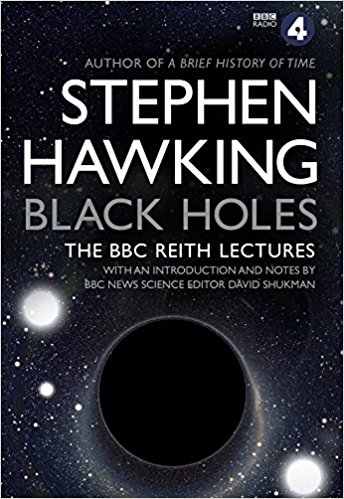 BBC
RADIO
4
AUTHOR OF A BRIEF HISTORY OF TIME
STEPHEN
HAWKING
BLACK HOLES
THE BBC REITH LECTURES
WITH AN INTRODUCTION AND NOTES BY
BBC NEWS SCIENCE EDITOR DAVID SHUKMAN